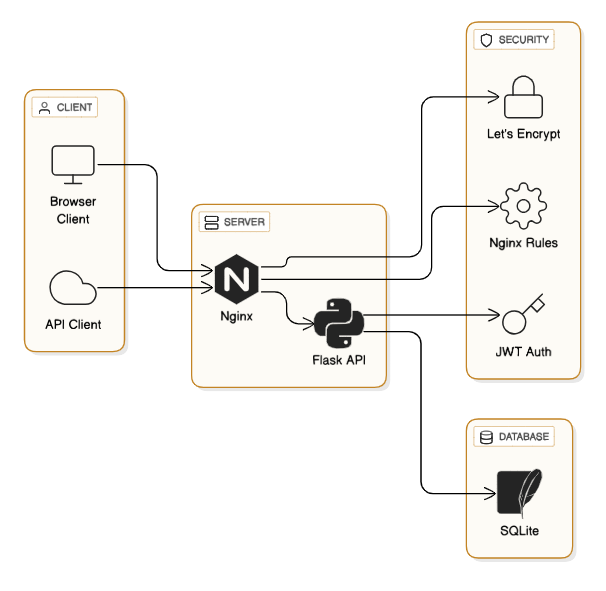 CLIENT
Browser
Client
API Client
SERVER
N
Nginx
Flask API
SECURITY
Let's Encrypt
Nginx Rules
JWT Auth
DATABASE
SQLite